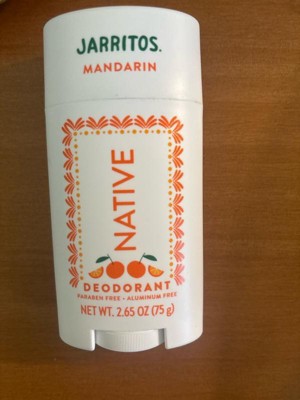 JARRITOS.
MANDARIN
NATIVE
DEODORANT
PARABEN FREE • ALUMINUM FREE
NET WT. 2.65 OZ (75 g)